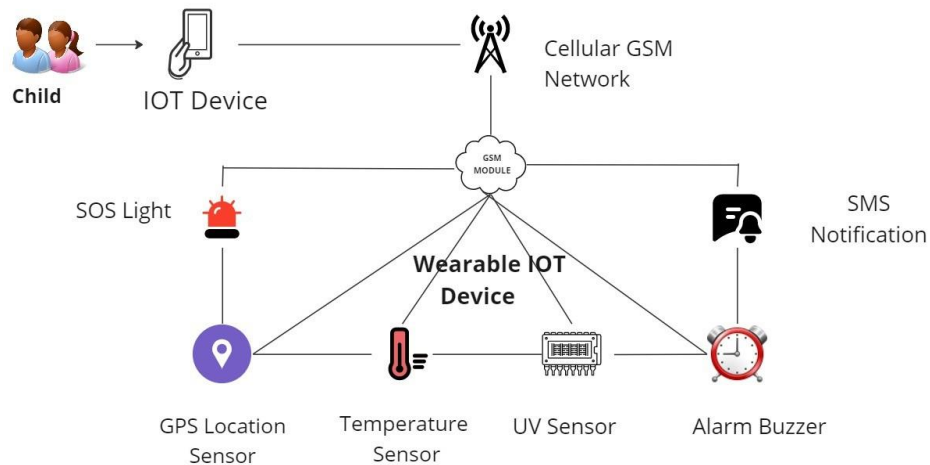 Child
IOT Device
Cellular GSM
Network
GSM
MODULE
SOS Light
SMS
Notification
Wearable IOT
Device
GPS Location
Sensor
Temperature
Sensor
UV Sensor
Alarm Buzzer